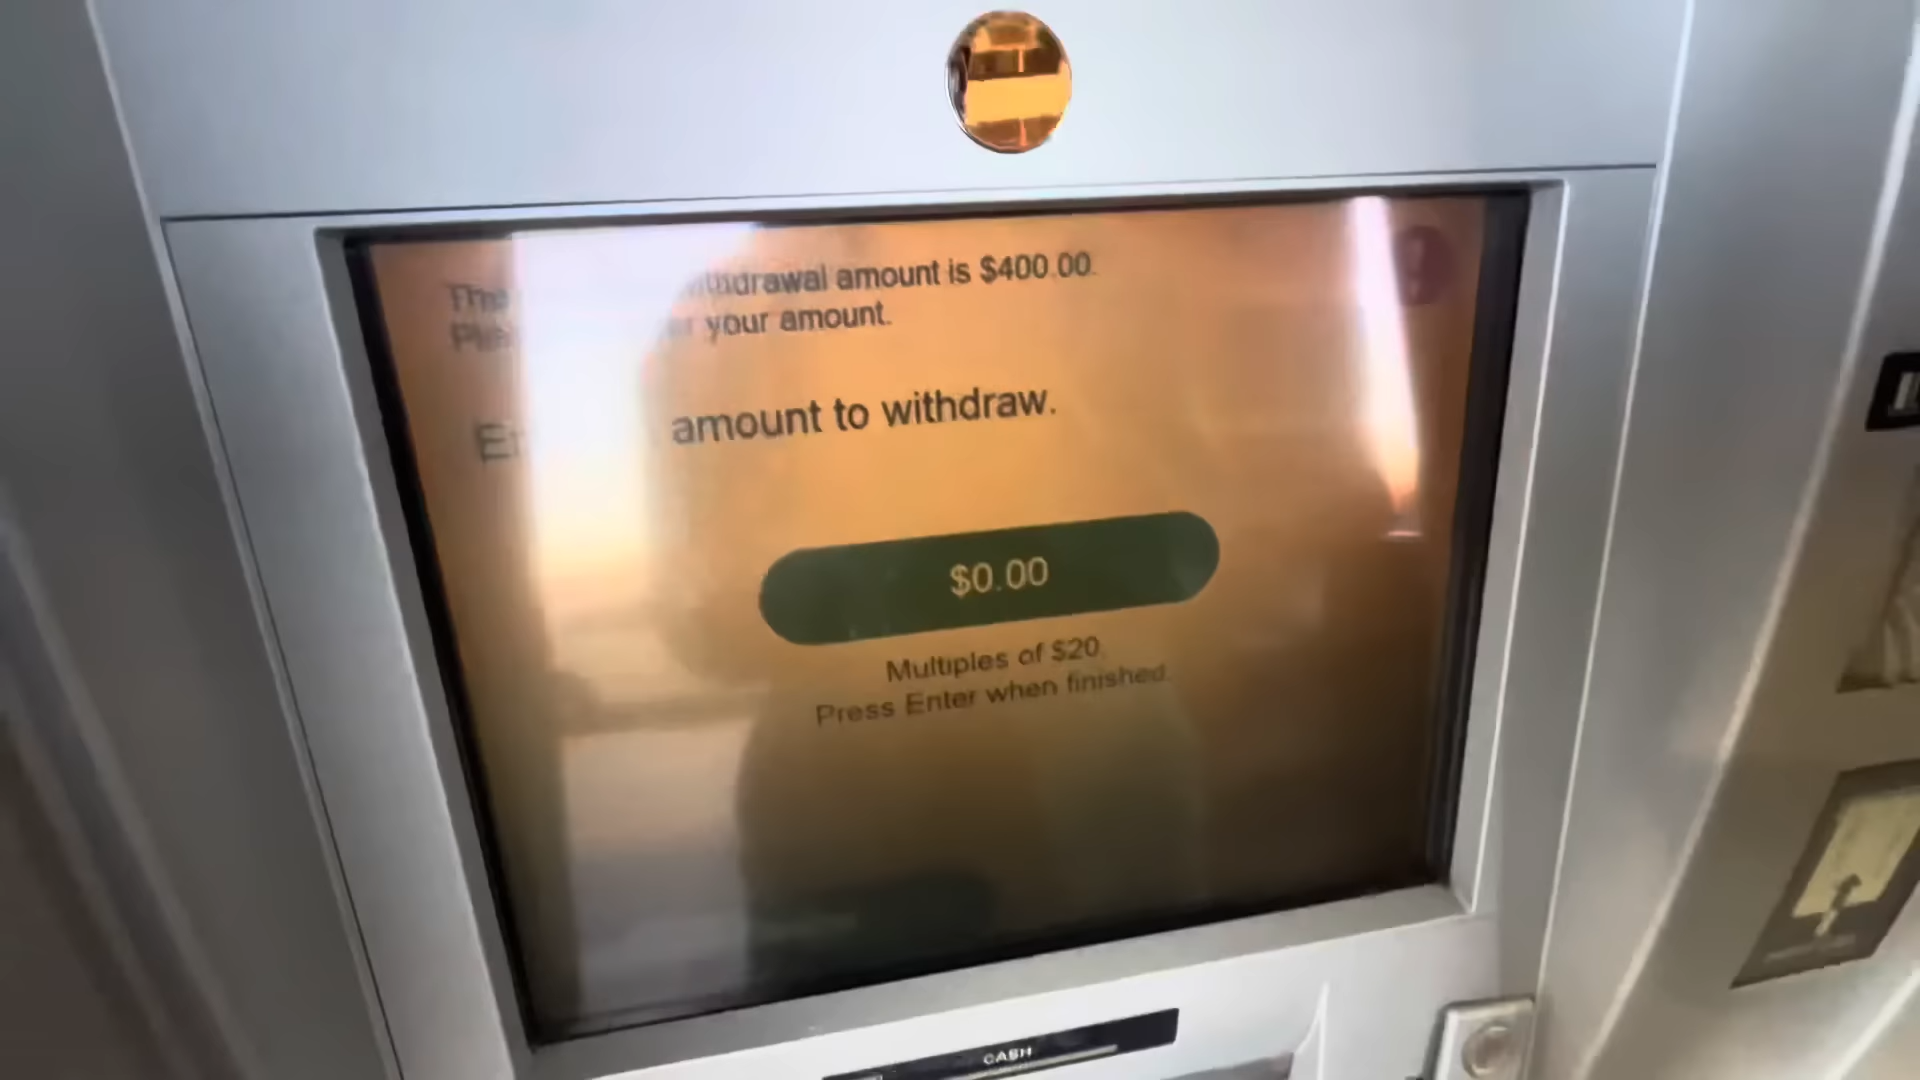 The withdrawal amount is $400.00.
your amount.
amount to withdraw.
$0.00
Multiples of $20.
Press Enter when finished.
CASH